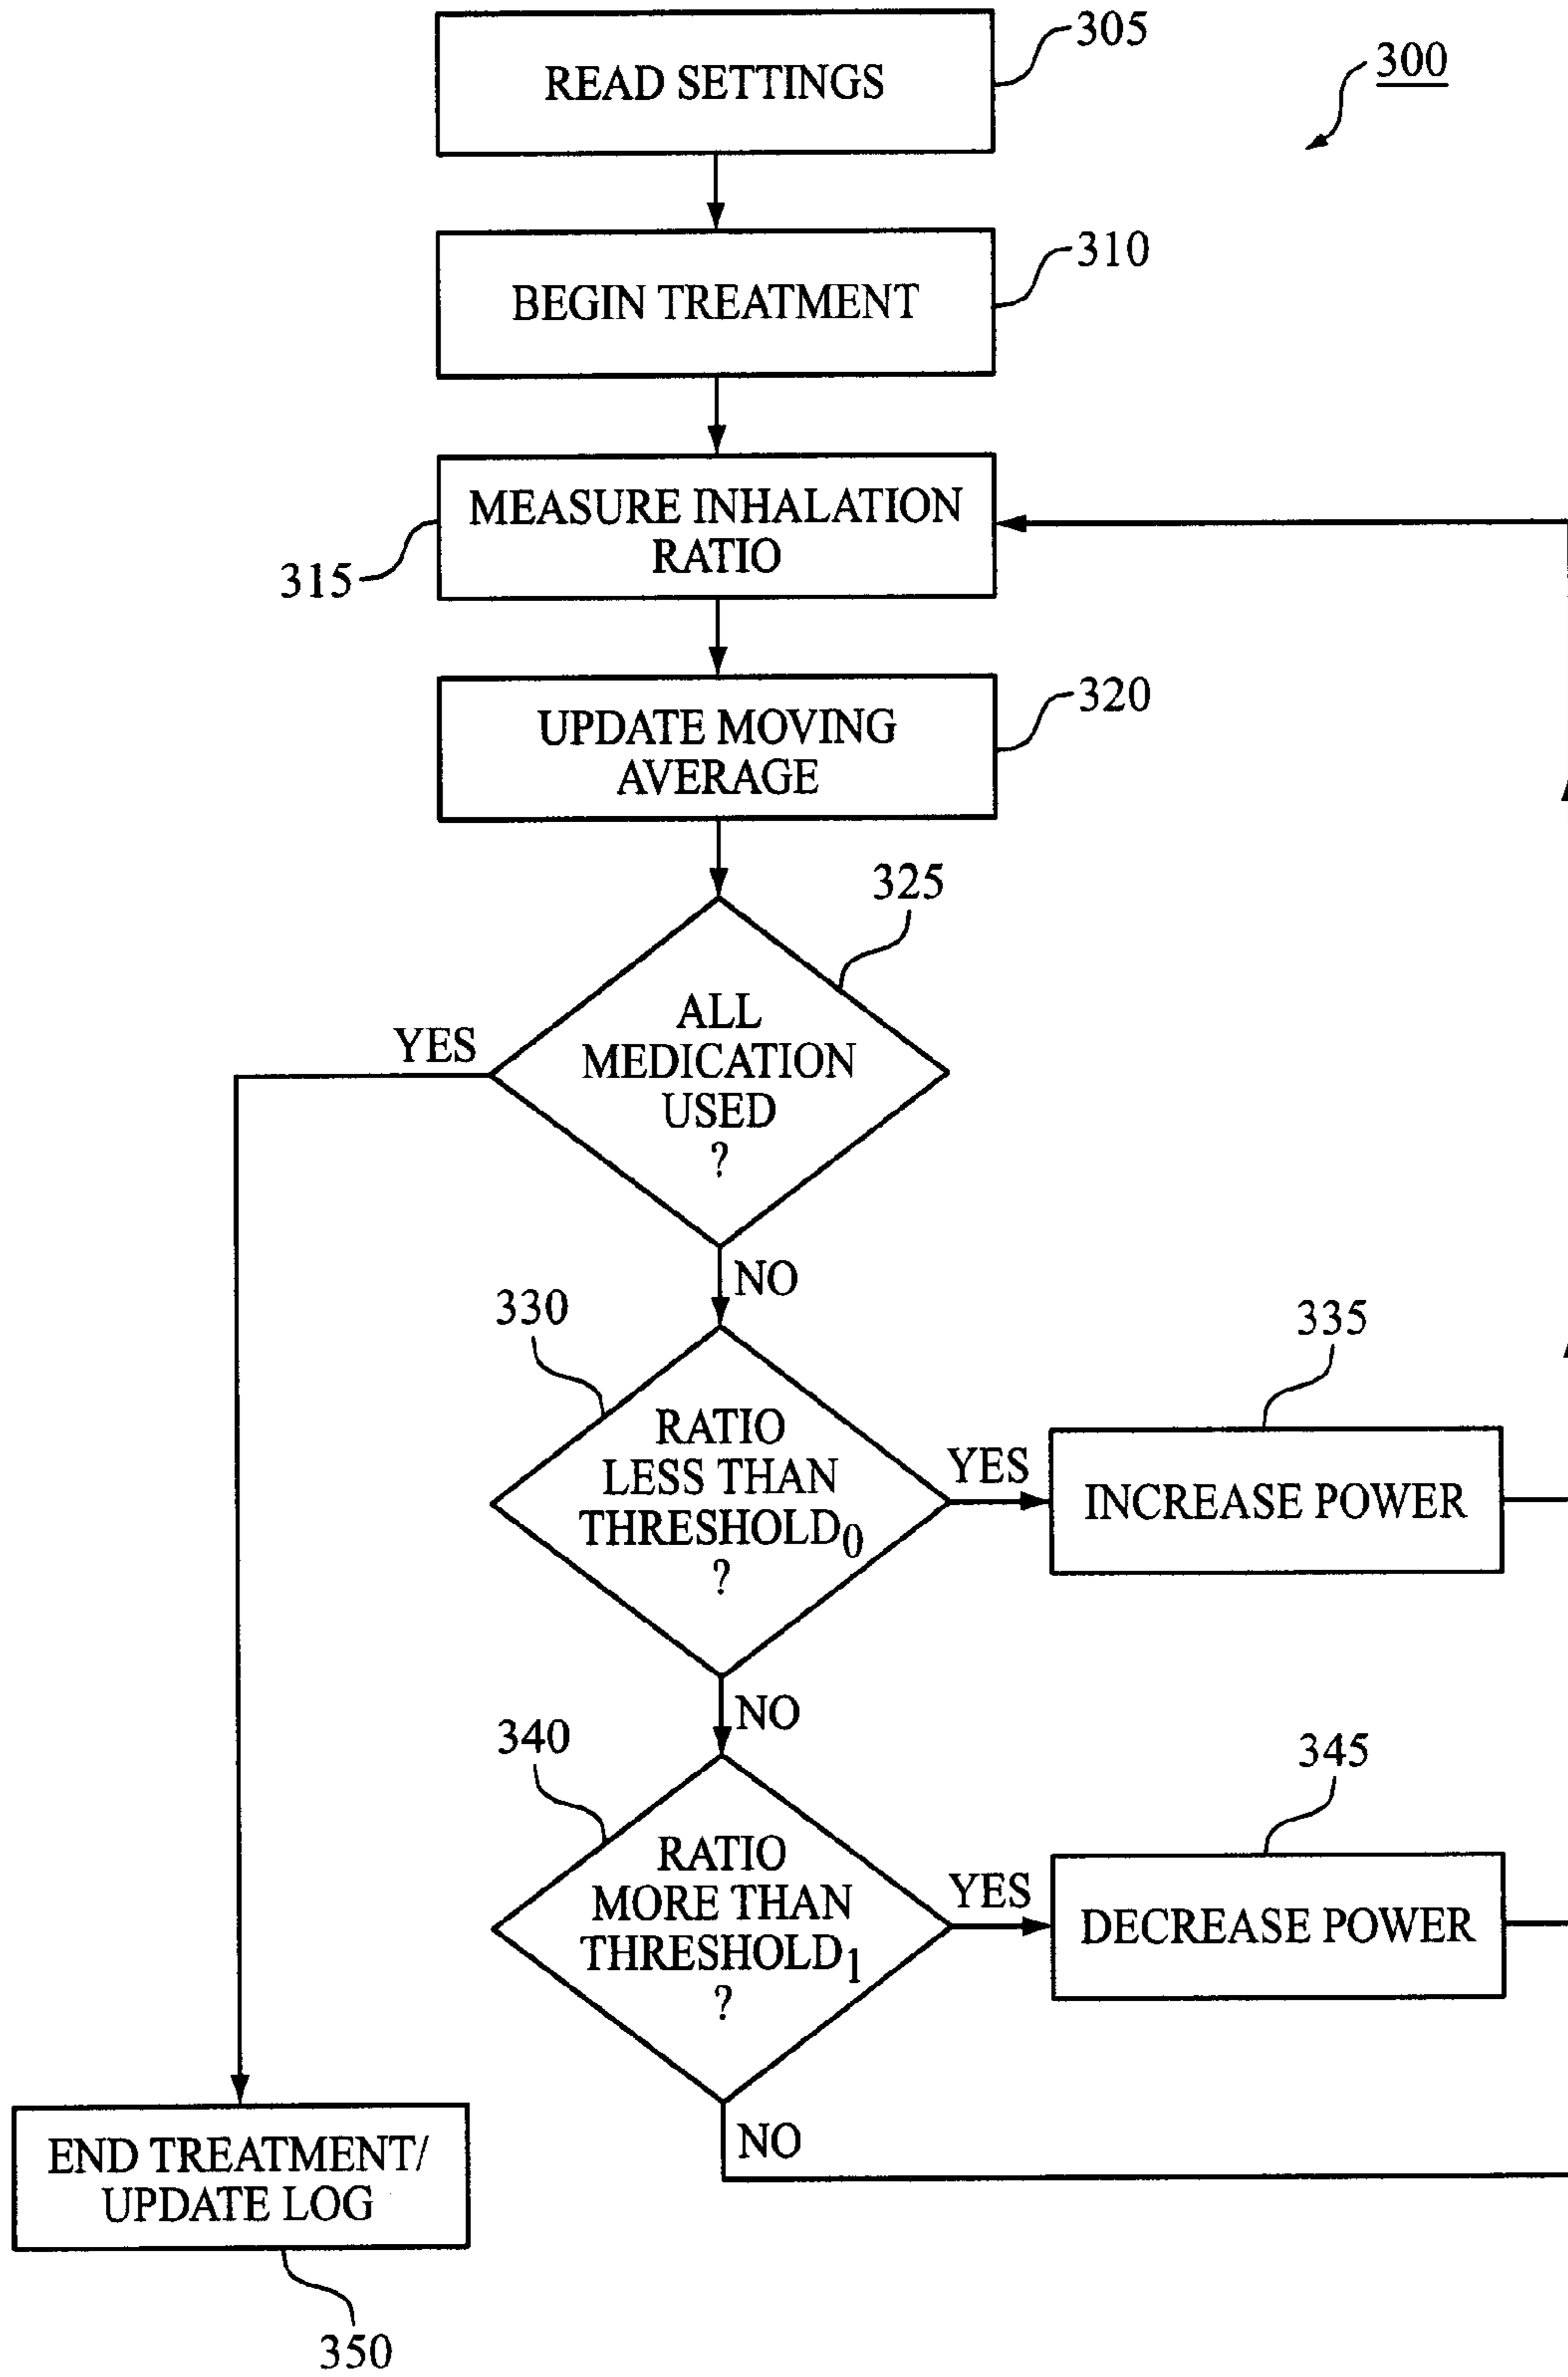 305
READ SETTINGS
300
310
BEGIN TREATMENT
MEASURE INHALATION
RATIO
315
320
UPDATE MOVING
AVERAGE
325
ALL
MEDICATION
USED
?
YES
NO
330
335
RATIO
LESS THAN
THRESHOLD0
?
YES
INCREASE POWER
NO
340
345
RATIO
MORE THAN
THRESHOLD1
?
YES
DECREASE POWER
NO
END TREATMENT/
UPDATE LOG
350